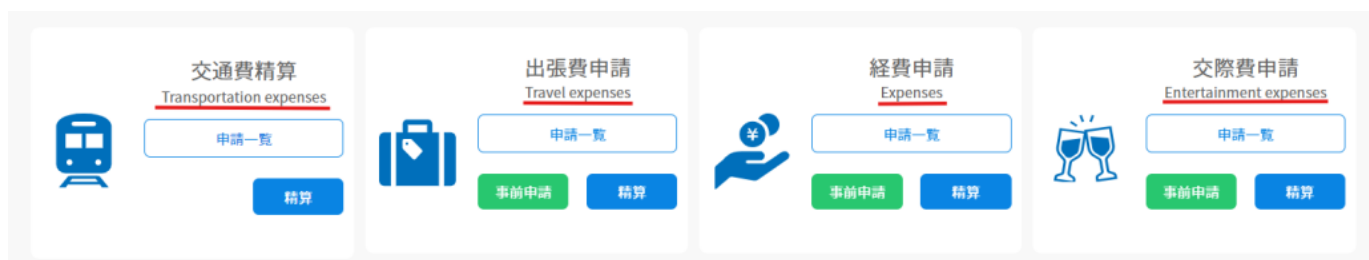 交通費精算
Transportation expenses
申請一覧
精算
出張費申請
Travel expenses
申請一覧
事前申請
精算
経費申請
Expenses
¥
申請一覧
事前申請
精算
交際費申請
Entertainment expenses
申請一覧
事前申請
精算